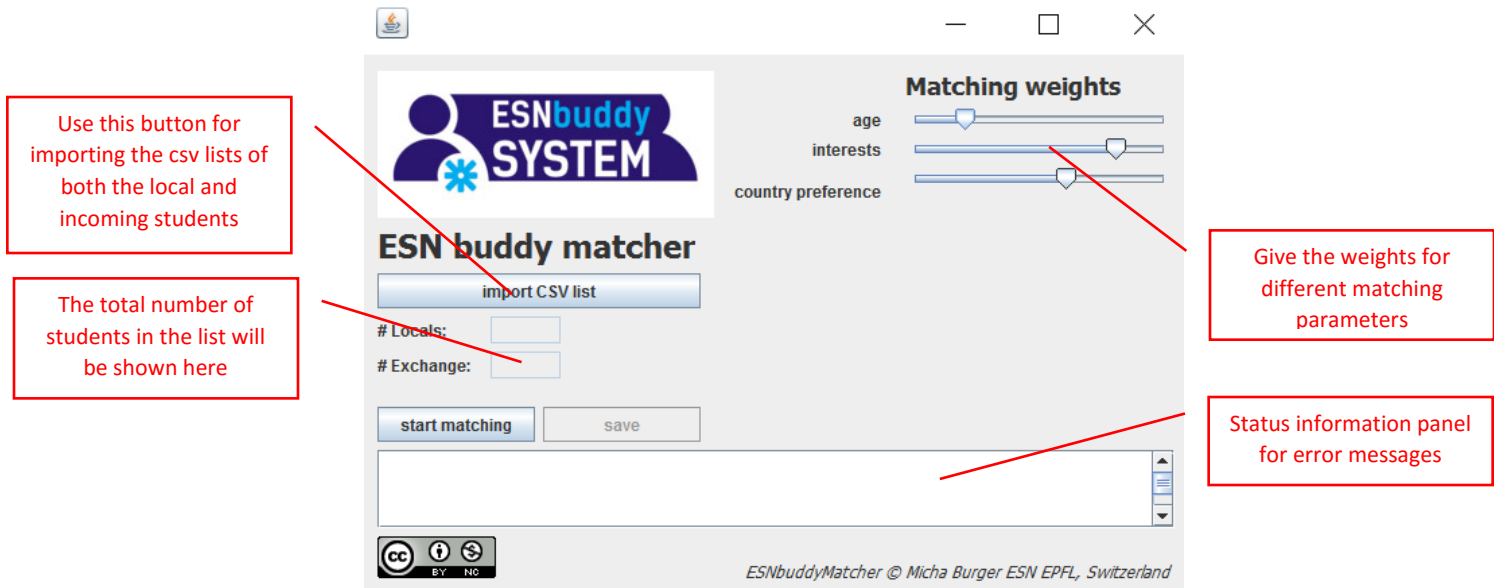 Use this button for
importing the csv lists of
both the local and
incoming students
The total number of
students in the list will
be shown here
ESNbuddy
SYSTEM
ESN buddy matcher
import CSV list
# Locals:
# Exchange:
start matching
save
Matching weights
age
interests
country preference
Give the weights for
different matching
parameters
Status information panel
for error messages
cc
BY NC
ESNbuddyMatcher © Micha Burger ESN EPFL, Switzerland